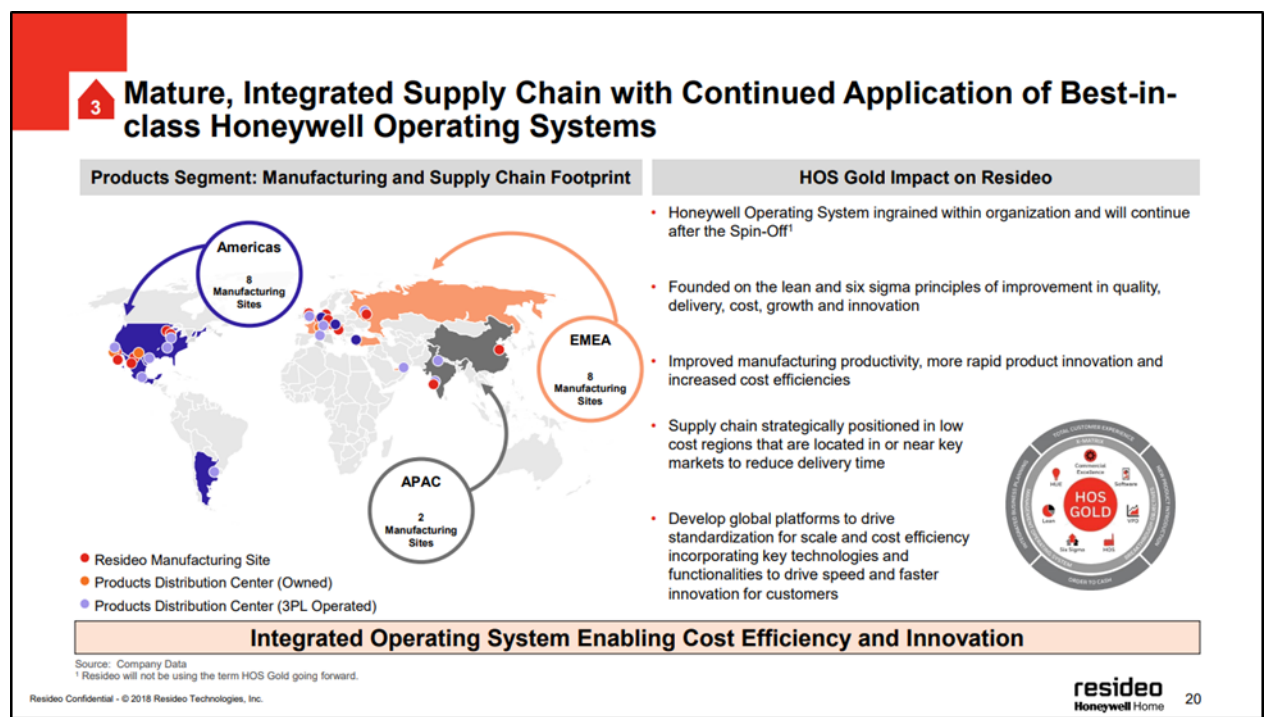 3
Mature, Integrated Supply Chain with Continued Application of Best-in-
class Honeywell Operating Systems
Products Segment: Manufacturing and Supply Chain Footprint
Americas
8
Manufacturing
Sites
EMEA
8
Manufacturing
Sites
APAC
2
Manufacturing
Sites
Resideo Manufacturing Site
Products Distribution Center (Owned)
Products Distribution Center (3PL Operated)
HOS Gold Impact on Resideo
• Honeywell Operating System ingrained within organization and will continue
after the Spin-Off¹
• Founded on the lean and six sigma principles of improvement in quality,
delivery, cost, growth and innovation
• Improved manufacturing productivity, more rapid product innovation and
increased cost efficiencies
• Supply chain strategically positioned in low
cost regions that are located in or near key
markets to reduce delivery time
• Develop global platforms to drive
standardization for scale and cost efficiency
incorporating key technologies and
functionalities to drive speed and faster
innovation for customers
TOTAL CUSTOMER EXPERIENCE
Commercial
Excellence
HUE
Software
HOS
GOLD
Lean
VPD
Six Sigma
HOS
ORDER TO CASH
Integrated Operating System Enabling Cost Efficiency and Innovation
Source: Company Data
¹ Resideo will not be using the term HOS Gold going forward.
Resideo Confidential - © 2018 Resideo Technologies, Inc.
resideo
Honeywell Home
20